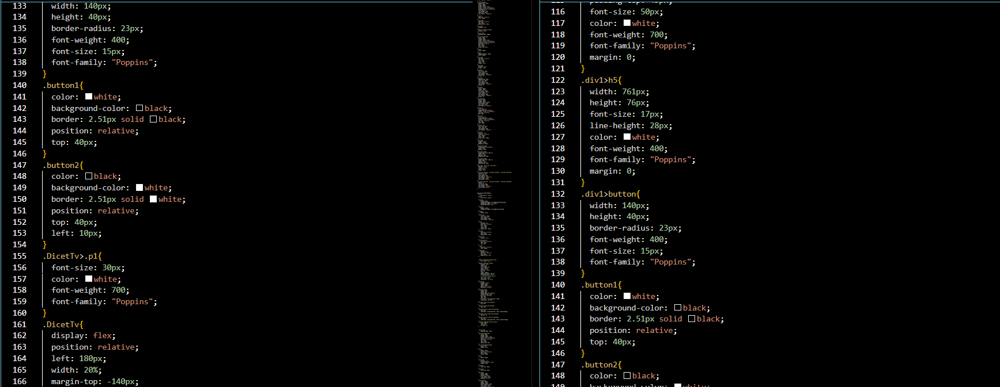 133 width: 140px;
134 height: 40px;
135 border-radius: 23px;
136 font-weight: 400;
137 font-size: 15px;
138 font-family: "Poppins";
139 }
140 .button1{
141 color: white;
142 background-color: black;
143 border: 2.51px solid black;
144 position: relative;
145 top: 40px;
146 }
147 .button2{
148 color: black;
149 background-color: white;
150 border: 2.51px solid white;
151 position: relative;
152 top: 40px;
153 left: 10px;
154 }
155 .DicetTv>.p1{
156 font-size: 30px;
157 color: white;
158 font-weight: 700;
159 font-family: "Poppins";
160 }
161 .DicetTv{
162 display: flex;
163 position: relative;
164 left: 180px;
165 width: 20%;
166 margin-top: -140px;
116 font-size: 50px;
117 color: white;
118 font-weight: 700;
119 font-family: "Poppins";
120 margin: 0;
121 }
122 .div1>h5{
123 width: 761px;
124 height: 76px;
125 font-size: 17px;
126 line-height: 28px;
127 color: white;
128 font-weight: 400;
129 font-family: "Poppins";
130 margin: 0;
131 }
132 .div1>button{
133 width: 140px;
134 height: 40px;
135 border-radius: 23px;
136 font-weight: 400;
137 font-size: 15px;
138 font-family: "Poppins";
139 }
140 .button1{
141 color: white;
142 background-color: black;
143 border: 2.51px solid black;
144 position: relative;
145 top: 40px;
146 }
147 .button2{
148 color: black;
149 background-color: white;